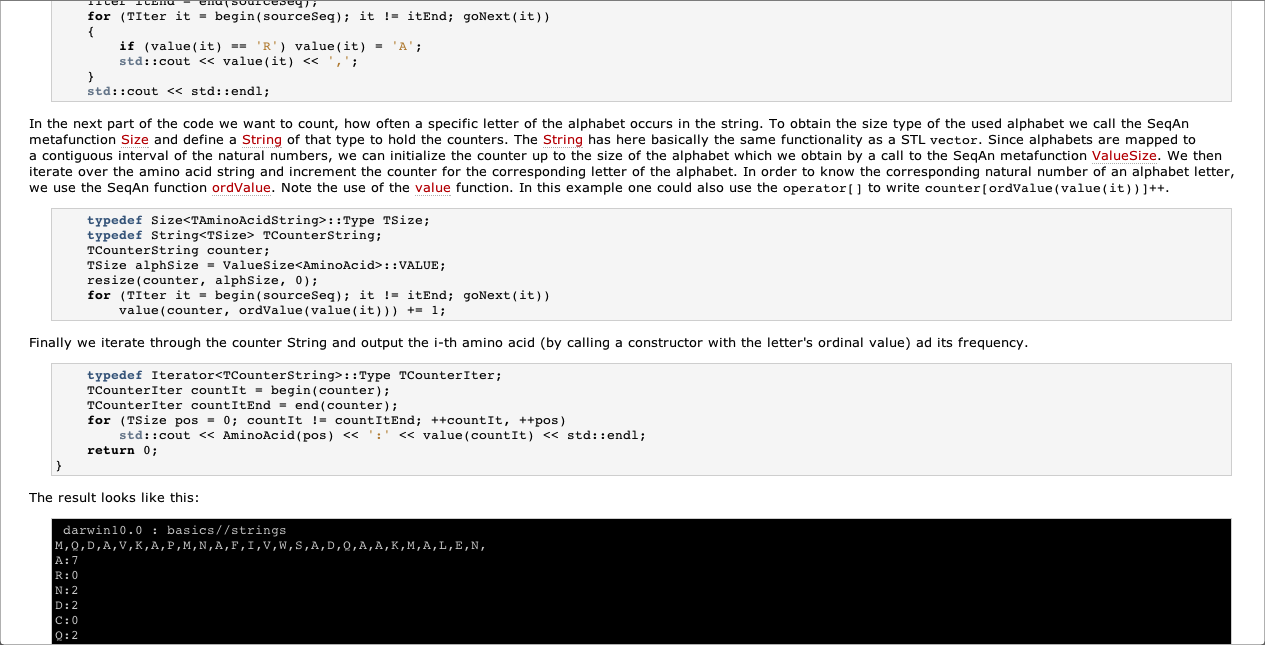 TIter itEnd = end(sourceSeq);
for (TIter it = begin(sourceSeq); it != itEnd; goNext(it))
{
if (value(it) == 'R') value(it) = 'A';
std::cout << value(it) << ',';
}
std::cout << std::endl;
In the next part of the code we want to count, how often a specific letter of the alphabet occurs in the string. To obtain the size type of the used alphabet we call the SeqAn
metafunction Size and define a String of that type to hold the counters. The String has here basically the same functionality as a STL vector. Since alphabets are mapped to
a contiguous interval of the natural numbers, we can initialize the counter up to the size of the alphabet which we obtain by a call to the SeqAn metafunction ValueSize. We then
iterate over the amino acid string and increment the counter for the corresponding letter of the alphabet. In order to know the corresponding natural number of an alphabet letter,
we use the SeqAn function ordValue. Note the use of the value function. In this example one could also use the operator[] to write counter[ordValue(value(it))]++.
typedef Size<TAminoAcidString>::Type TSize;
typedef String<TSize> TCounterString;
TCounterString counter;
TSize alphSize = ValueSize<AminoAcid>::VALUE;
resize(counter, alphSize, 0);
for (TIter it = begin(sourceSeq); it != itEnd; goNext(it))
value(counter, ordValue(value(it))) += 1;
Finally we iterate through the counter String and output the i-th amino acid (by calling a constructor with the letter's ordinal value) ad its frequency.
typedef Iterator<TCounterString>::Type TCounterIter;
TCounterIter countIt = begin(counter);
TCounterIter countItEnd = end(counter);
for (TSize pos = 0; countIt != countItEnd; ++countIt, ++pos)
std::cout << AminoAcid(pos) << ':' << value(countIt) << std::endl;
return 0;
}
The result looks like this:
darwin10.0 : basics//strings
M,Q,D,A,V,K,A,P,M,N,A,F,I,V,W,S,A,D,Q,A,A,K,M,A,L,E,N,
A:7
R:0
N:2
D:2
C:0
Q:2